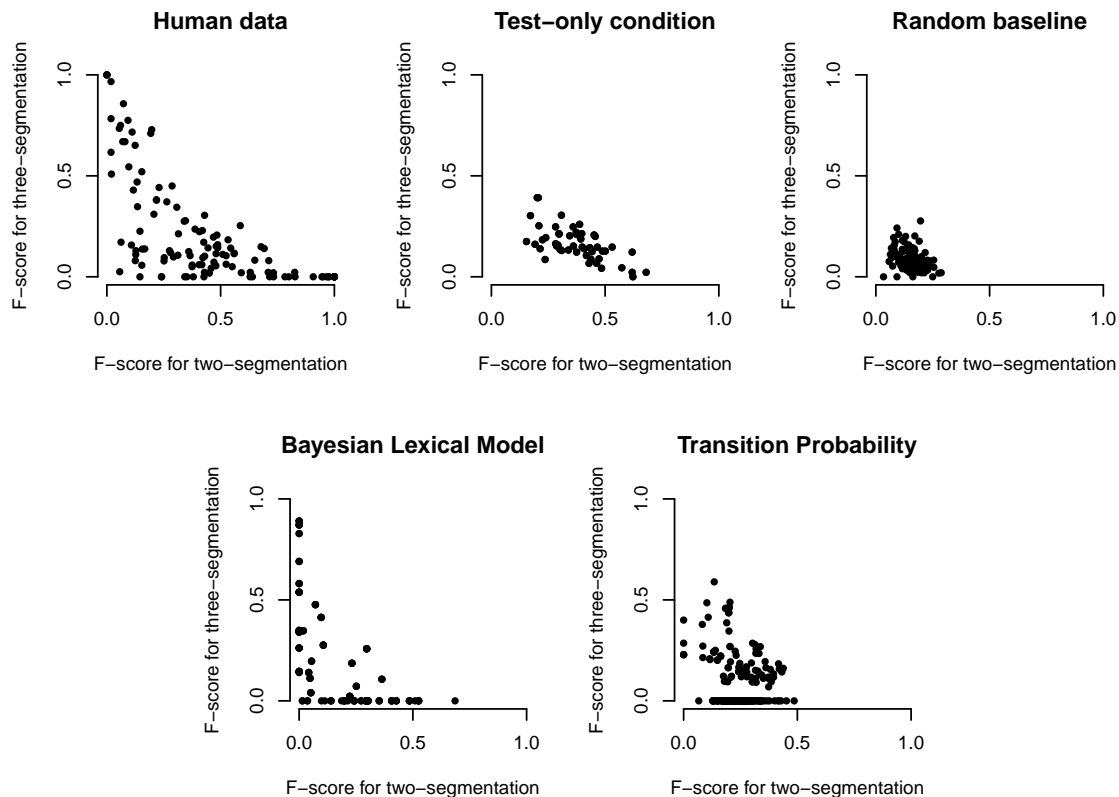 Human data
F−score for three−segmentation
1.0
0.5
0.0
0.0 0.5 1.0
F−score for two−segmentation
Test−only condition
F−score for three−segmentation
1.0
0.5
0.0
0.0 0.5 1.0
F−score for two−segmentation
Random baseline
F−score for three−segmentation
1.0
0.5
0.0
0.0 0.5 1.0
F−score for two−segmentation
Bayesian Lexical Model
F−score for three−segmentation
1.0
0.5
0.0
0.0 0.5 1.0
F−score for two−segmentation
Transition Probability
F−score for three−segmentation
1.0
0.5
0.0
0.0 0.5 1.0
F−score for two−segmentation